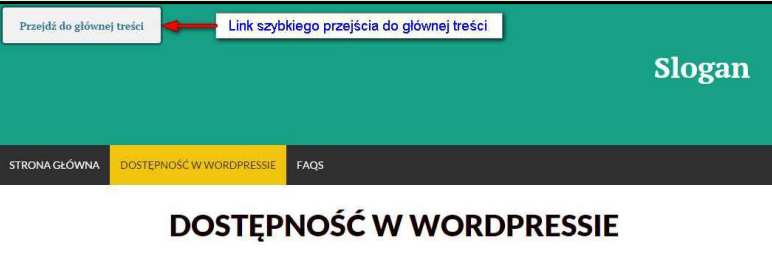 Przejdź do głównej treści
Link szybkiego przejścia do głównej treści
Slogan
STRONA GŁÓWNA
DOSTĘPNOŚĆ W WORDPRESSIE
FAQS
DOSTĘPNOŚĆ W WORDPRESSIE